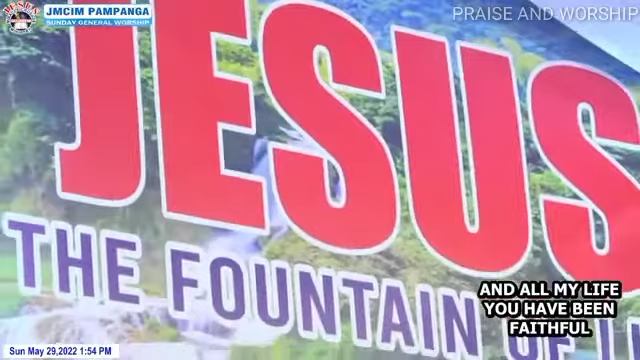 JMCIM PAMPANGA
SUNDAY GENERAL WORSHIP
PRAISE AND WORSHIP
JESUS
THE FOUNTAIN OF
AND ALL MY LIFE
YOU HAVE BEEN
FAITHFUL
Sun May 29,2022 1:54 PM